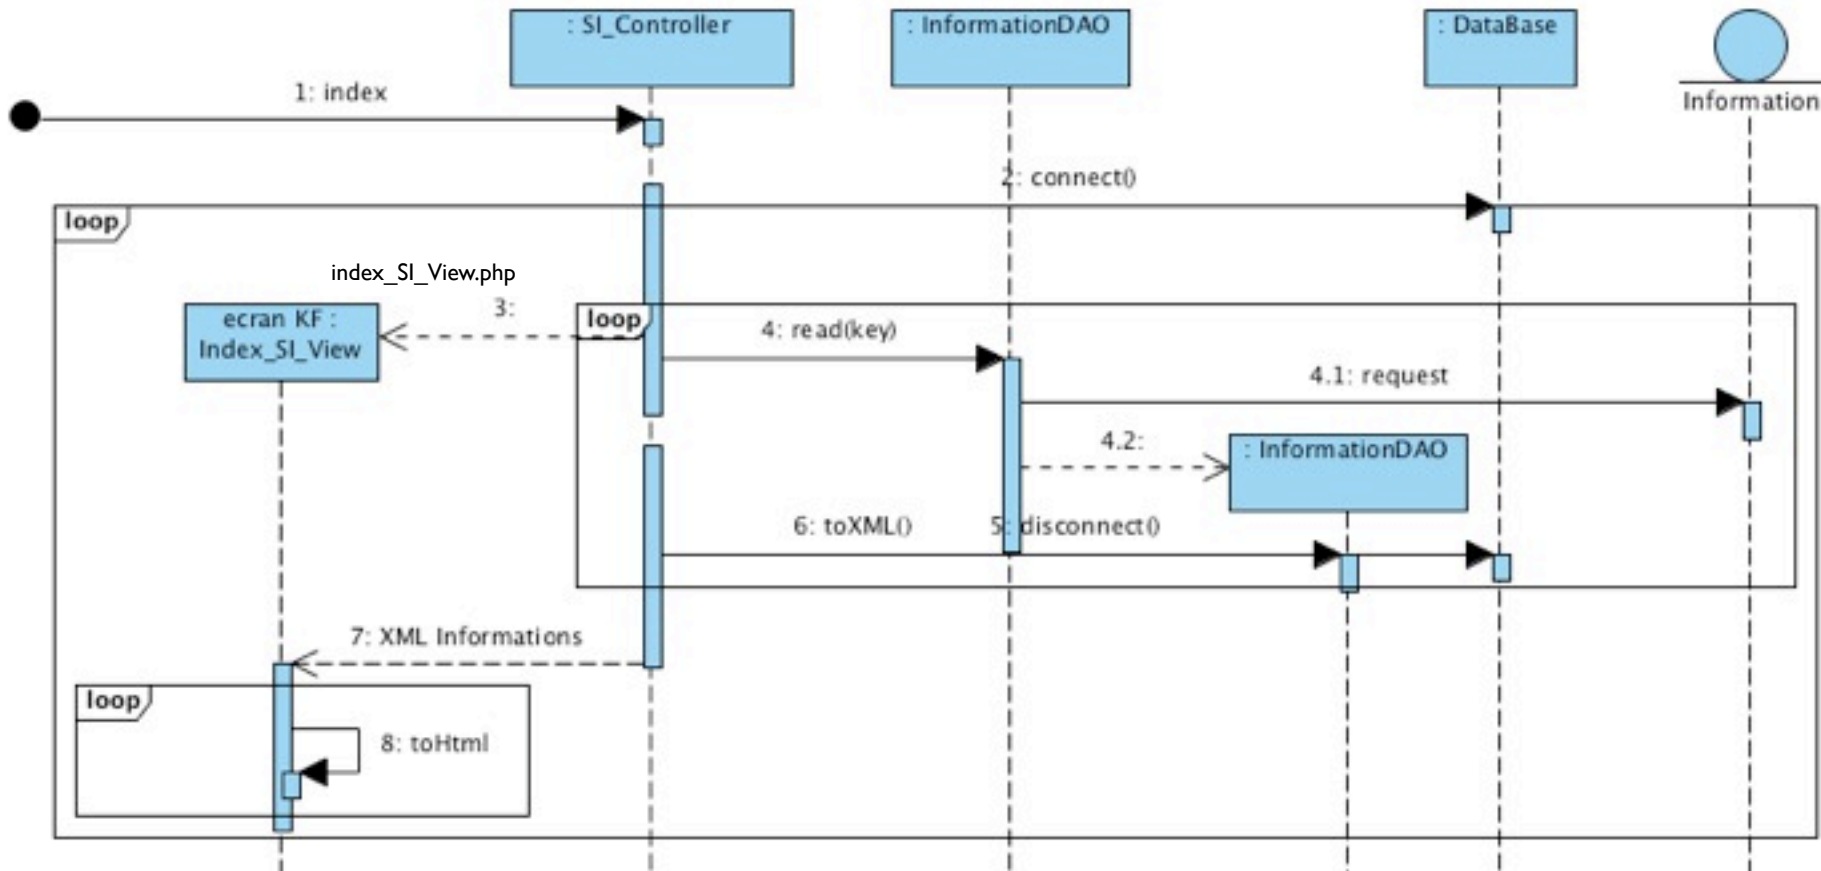 : SI_Controller
: InformationDAO
: DataBase
1: index
Information
2: connect()
loop
index_SI_View.php
3:
ecran KF :
Index_SI_View
loop
4: read(key)
4.1: request
4.2:
: InformationDAO
6: toXML()
5: disconnect()
7: XML Informations
loop
8: toHtml